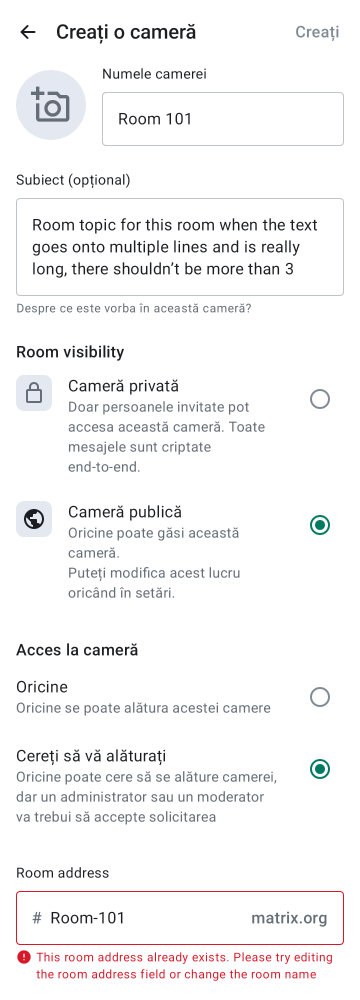 Creați o cameră
Creați
Numele camerei
Room 101
Subiect (opțional)
Room topic for this room when the text
goes onto multiple lines and is really
long, there shouldn’t be more than 3
Despre ce este vorba în această cameră?
Room visibility
Cameră privată
Doar persoanele invitate pot
accesa această cameră. Toate
mesajele sunt criptate
end-to-end.
Cameră publică
Oricine poate găsi această
cameră.
Puteți modifica acest lucru
oricând în setări.
Acces la cameră
Oricine
Oricine se poate alătura acestei camere
Cereți să vă alăturați
Oricine poate cere să se alăture camerei,
dar un administrator sau un moderator
va trebui să accepte solicitarea
Room address
# Room-101 matrix.org
This room address already exists. Please try editing
the room address field or change the room name